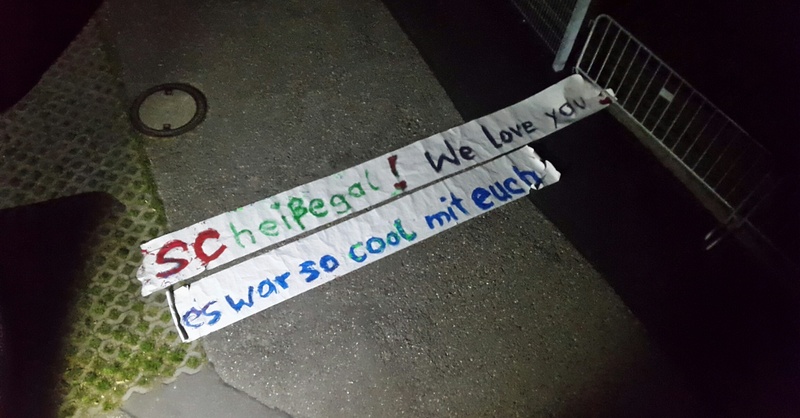 SCheißegal! We love you
es war so cool mit euch